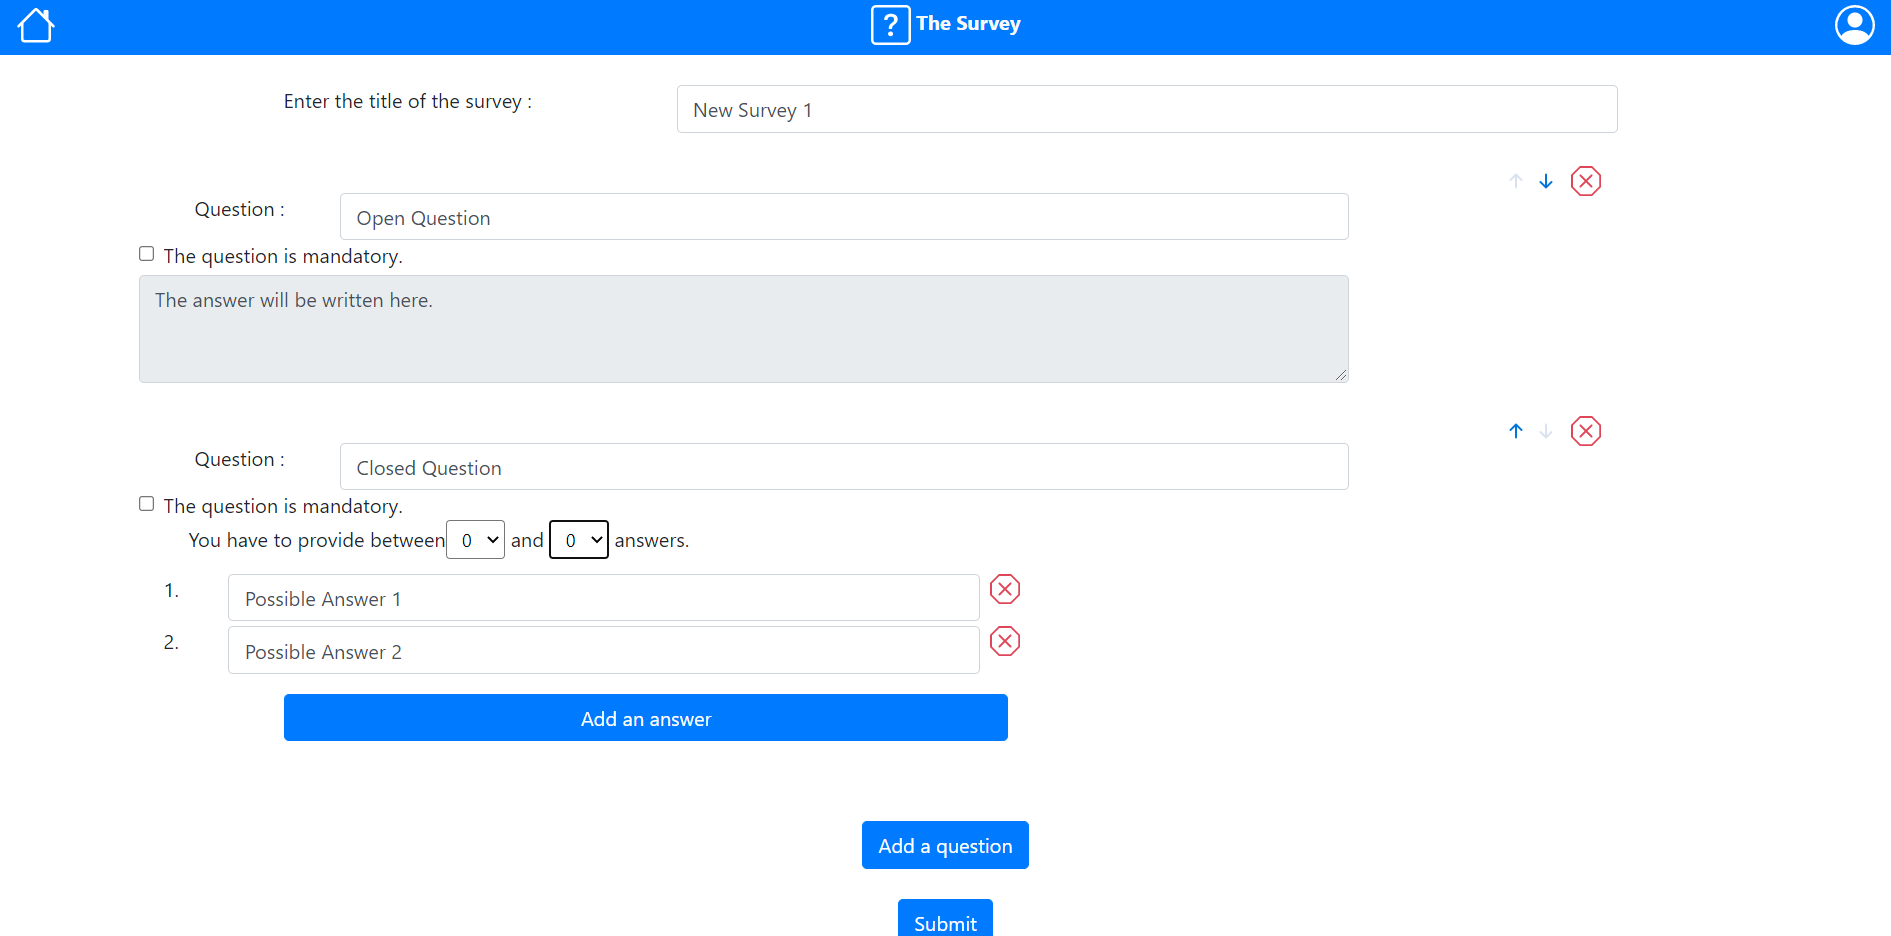 ? The Survey
Enter the title of the survey :
New Survey 1
Question :
Open Question
The question is mandatory.
The answer will be written here.
Question :
Closed Question
The question is mandatory.
You have to provide between 0 and 0 answers.
1. Possible Answer 1
2. Possible Answer 2
Add an answer
Add a question
Submit